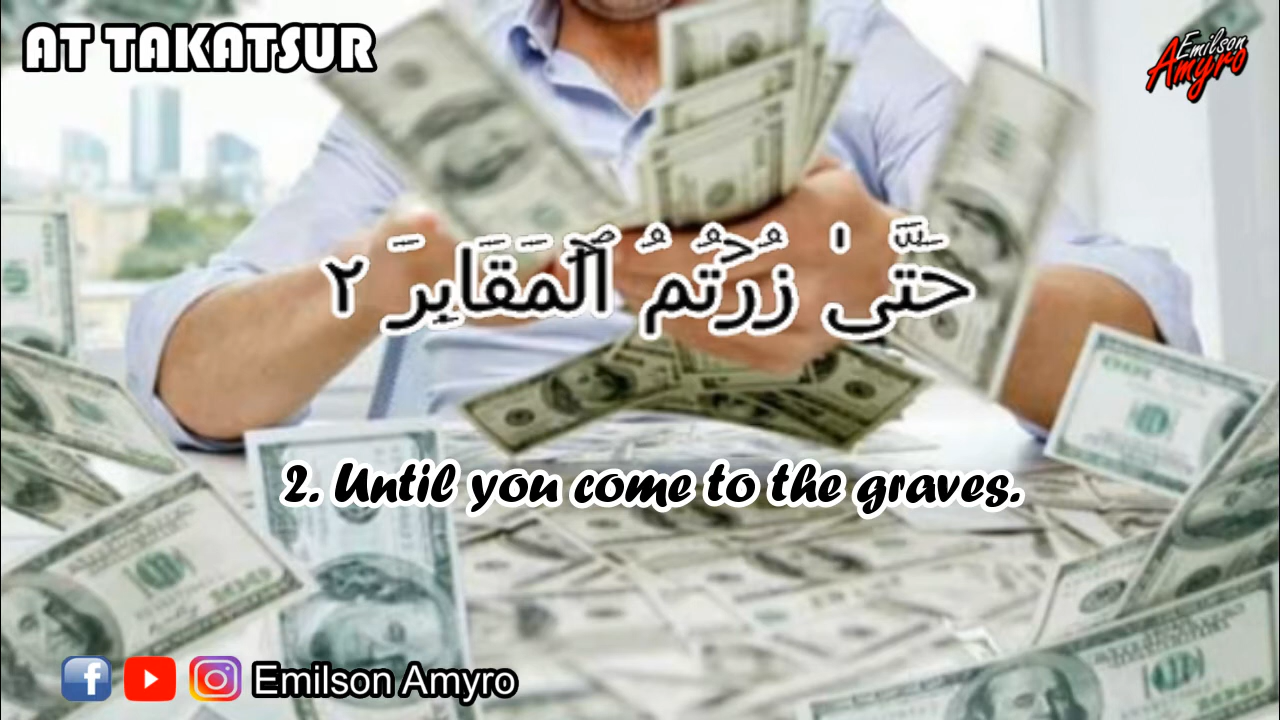 AT TAKATSUR
Emilson
Amyro
حَتَّىٰ زُرْتُمُ ٱلْمَقَابِرَ ٢
2. Until you come to the graves.
Emilson Amyro